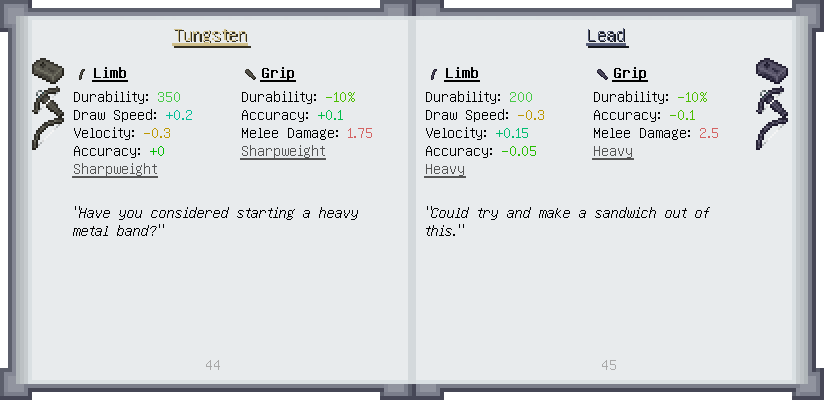 Tungsten
Limb
Durability: 350
Draw Speed: +0.2
Velocity: -0.3
Accuracy: +0
Sharpweight
Grip
Durability: -10%
Accuracy: +0.1
Melee Damage: 1.75
Sharpweight
"Have you considered starting a heavy
metal band?"
44
Lead
Limb
Durability: 200
Draw Speed: -0.3
Velocity: +0.15
Accuracy: -0.05
Heavy
Grip
Durability: -10%
Accuracy: -0.1
Melee Damage: 2.5
Heavy
"Could try and make a sandwich out of
this."
45